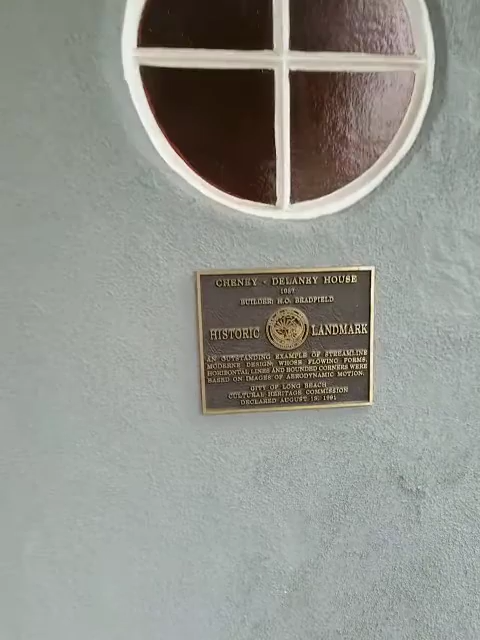 CHENEY - DELANEY HOUSE
1937
BUILDER: H.O. BRADFIELD
HISTORIC LANDMARK
AN OUTSTANDING EXAMPLE OF STREAMLINE
MODERNE DESIGN; WHOSE FLOWING FORMS,
HORIZONTAL LINES AND ROUNDED CORNERS WERE
BASED ON IMAGES OF AERODYNAMIC MOTION.
CITY OF LONG BEACH
CULTURAL HERITAGE COMMISSION
DECLARED AUGUST 15, 1991